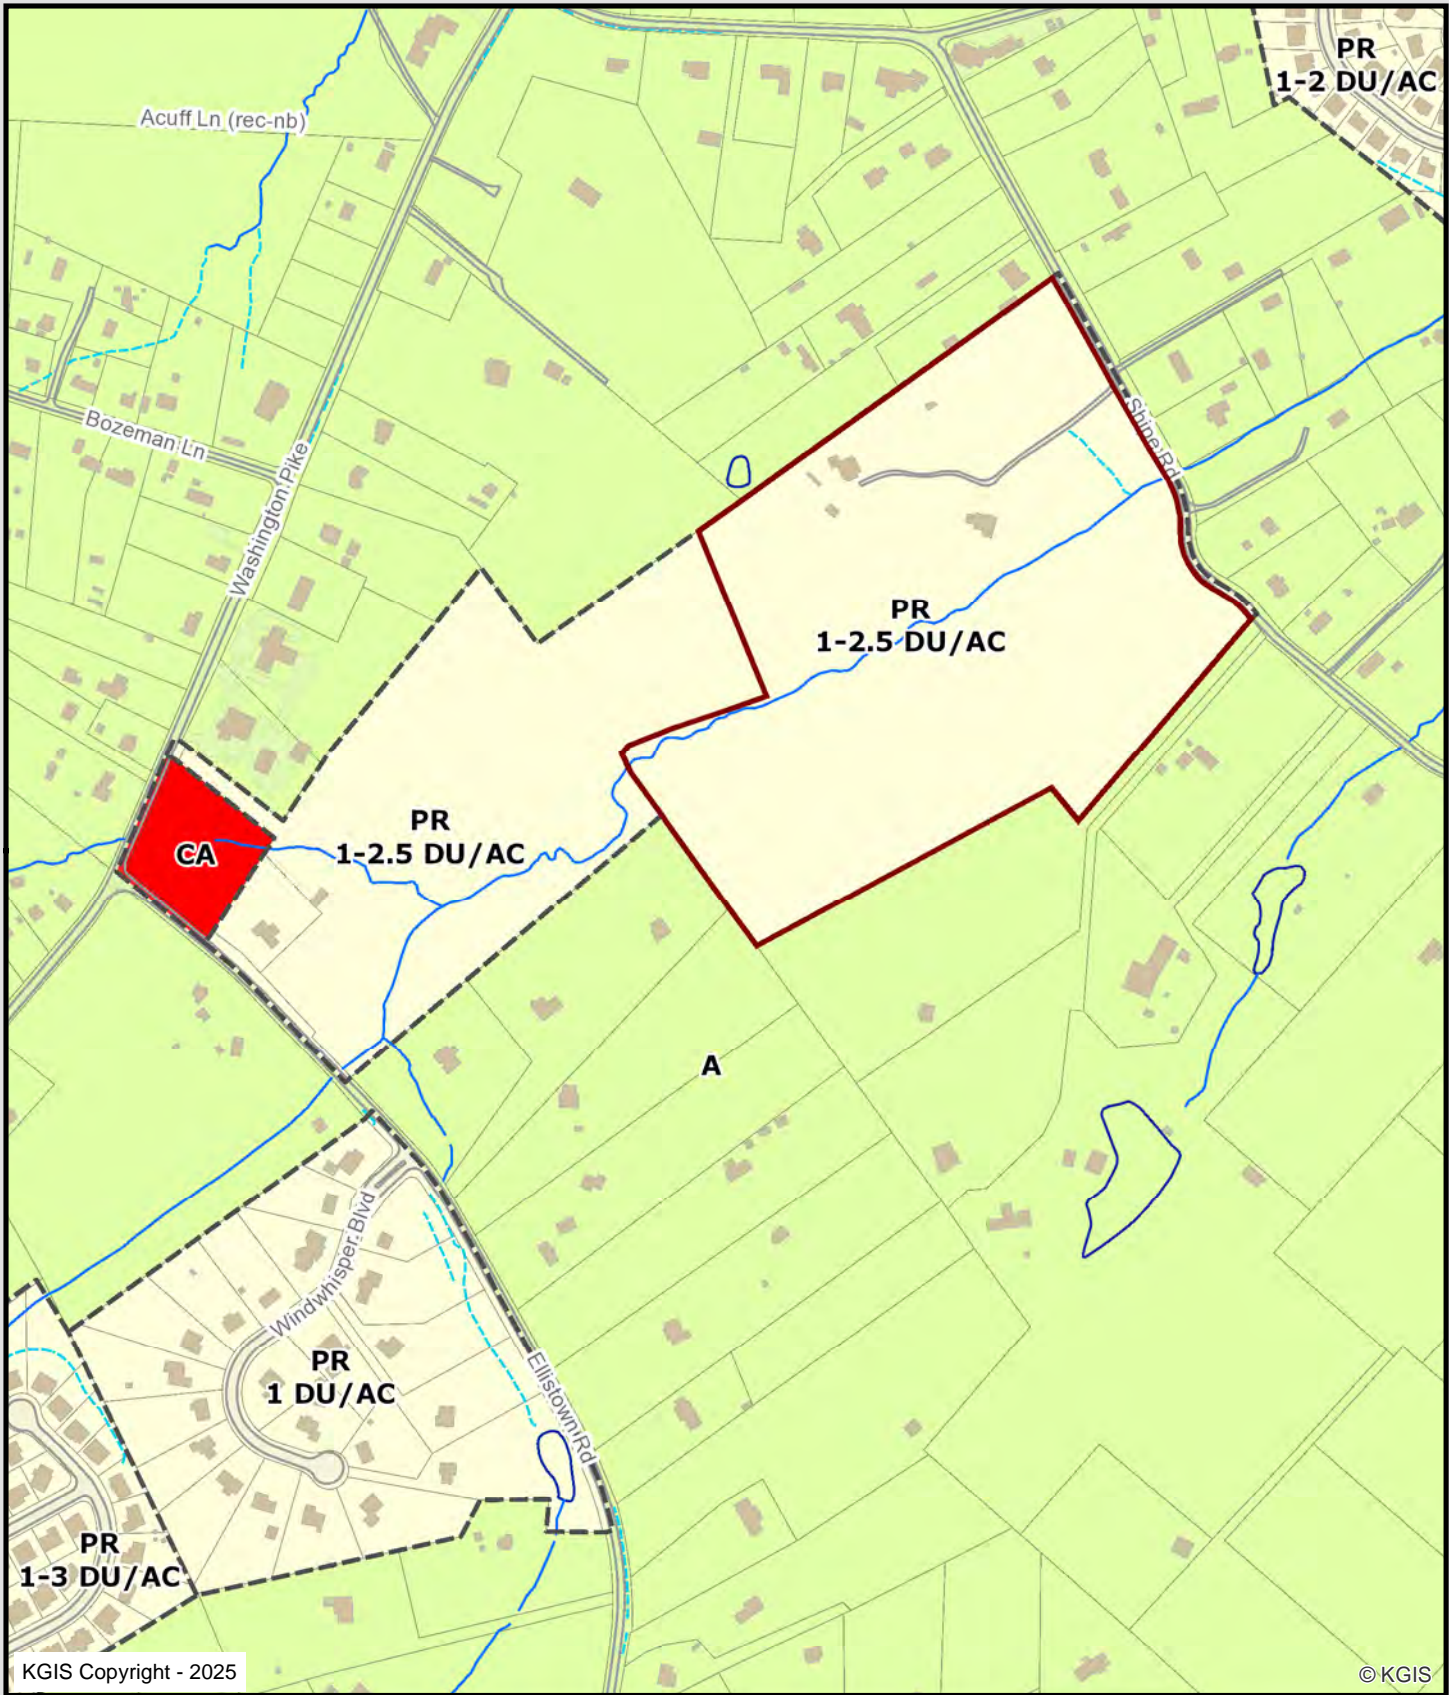 PR
1-2 DU/AC
Acuff Ln (rec-nb)
Shine Rd
Bozeman Ln
Washington Pike
PR
1-2.5 DU/AC
PR
1-2.5 DU/AC
CA
A
Windwhisper Blvd
PR
1 DU/AC
Ellistown Rd
PR
1-3 DU/AC
KGIS Copyright - 2025
© KGIS